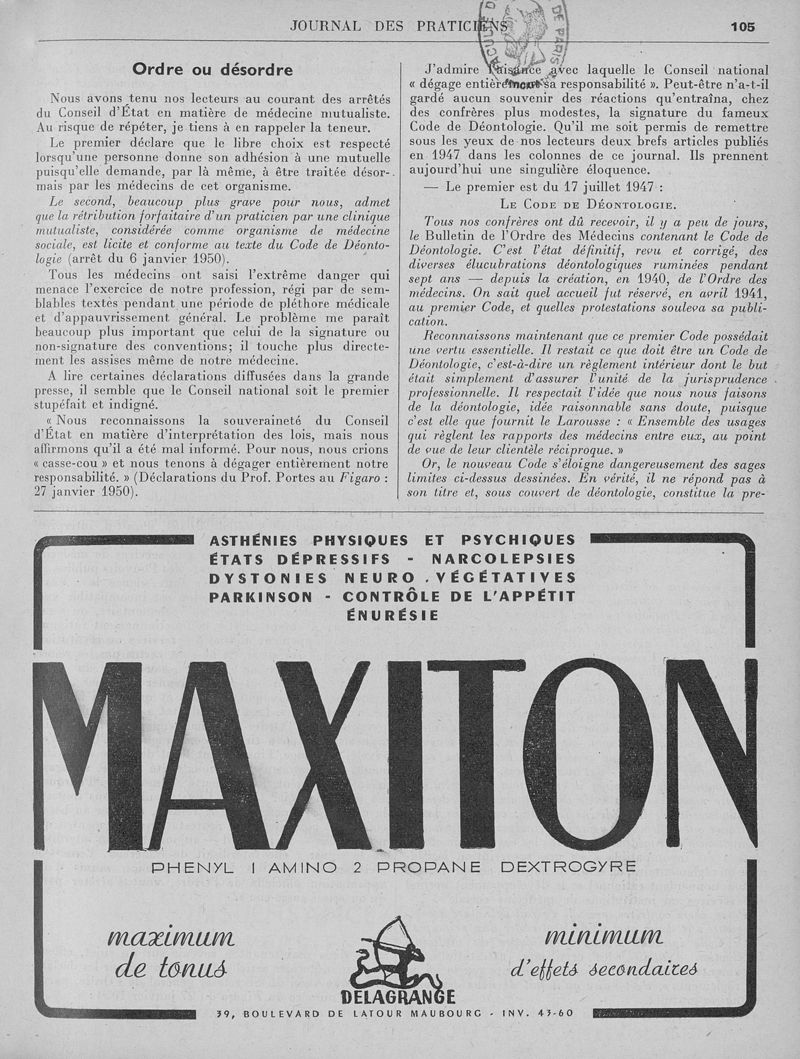 JOURNAL DES PRATICIENS
105
Ordre ou désordre
Nous avons tenu nos lecteurs au courant des arrêtés
du Conseil d'État en matière de médecine mutualiste.
Au risque de répéter, je tiens à en rappeler la teneur.
Le premier déclare que le libre choix est respecté
lorsqu'une personne donne son adhésion à une mutuelle
puisqu'elle demande, par là même, à être traitée désor-
mais par les médecins de cet organisme.
Le second, beaucoup plus grave pour nous, admet
que la rétribution forfaitaire d'un praticien par une clinique
mutualiste, considérée comme organisme de médecine
sociale, est licite et conforme au texte du Code de Déonto-
logie (arrêt du 6 janvier 1950).
Tous les médecins ont saisi l'extrême danger qui
menace l'exercice de notre profession, régi par de sem-
blables textes pendant une période de pléthore médicale
et d'appauvrissement général. Le problème me paraît
beaucoup plus important que celui de la signature ou
non-signature des conventions; il touche plus directe-
ment les assises même de notre médecine.
A lire certaines déclarations diffusées dans la grande
presse, il semble que le Conseil national soit le premier
stupéfait et indigné.
« Nous reconnaissons la souveraineté du Conseil
d'État en matière d'interprétation des lois, mais nous
affirmons qu'il a été mal informé. Pour nous, nous crions
« casse-cou » et nous tenons à dégager entièrement notre
responsabilité. » (Déclarations du Prof. Portes au Figaro :
27 janvier 1950).
J'admire l'aisance avec laquelle le Conseil national
« dégage entièrement sa responsabilité ». Peut-être n'a-t-il
gardé aucun souvenir des réactions qu'entraîna, chez
des confrères plus modestes, la signature du fameux
Code de Déontologie. Qu'il me soit permis de remettre
sous les yeux de nos lecteurs deux brefs articles publiés
en 1947 dans les colonnes de ce journal. Ils prennent
aujourd'hui une singulière éloquence.
— Le premier est du 17 juillet 1947 :
LE CODE DE DÉONTOLOGIE.
Tous nos confrères ont dû recevoir, il y a peu de jours,
le Bulletin de l'Ordre des Médecins contenant le Code de
Déontologie. C'est l'état définitif, revu et corrigé, des
diverses élucubrations déontologiques ruminées pendant
sept ans — depuis la création, en 1940, de l'Ordre des
médecins. On sait quel accueil fut réservé, en avril 1941,
au premier Code, et quelles protestations souleva sa publi-
cation.
Reconnaissons maintenant que ce premier Code possédait
une vertu essentielle. Il restait ce que doit être un Code de
Déontologie, c'est-à-dire un règlement intérieur dont le but
était simplement d'assurer l'unité de la jurisprudence
professionnelle. Il respectait l'idée que nous nous faisons
de la déontologie, idée raisonnable sans doute, puisque
c'est elle que fournit le Larousse : « Ensemble des usages
qui règlent les rapports des médecins entre eux, au point
de vue de leur clientèle réciproque. »
Or, le nouveau Code s'éloigne dangereusement des sages
limites ci-dessus dessinées. En vérité, il ne répond pas à
son titre et, sous couvert de déontologie, constitue la pre-
ASTHÉNIES PHYSIQUES ET PSYCHIQUES
ÉTATS DÉPRESSIFS - NARCOLEPSIES
DYSTONIES NEURO-VÉGÉTATIVES
PARKINSON - CONTRÔLE DE L'APPÉTIT
ÉNURÉSIE
MAXITON
PHENYL 1 AMINO 2 PROPANE DEXTROGYRE
maximum
de tonus
minimum
d'effets secondaires
DELAGRANGE
39, BOULEVARD DE LATOUR MAUBOURG - INV. 43-60